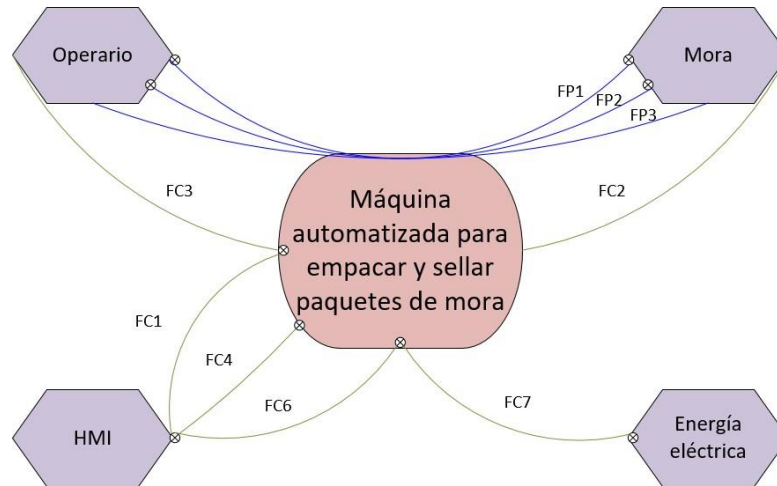 Operario
Mora
FP1
FP2
FP3
FC3
FC2
Máquina
automatizada para
empacar y sellar
paquetes de mora
FC1
FC4
FC6
FC7
HMI
Energía
eléctrica